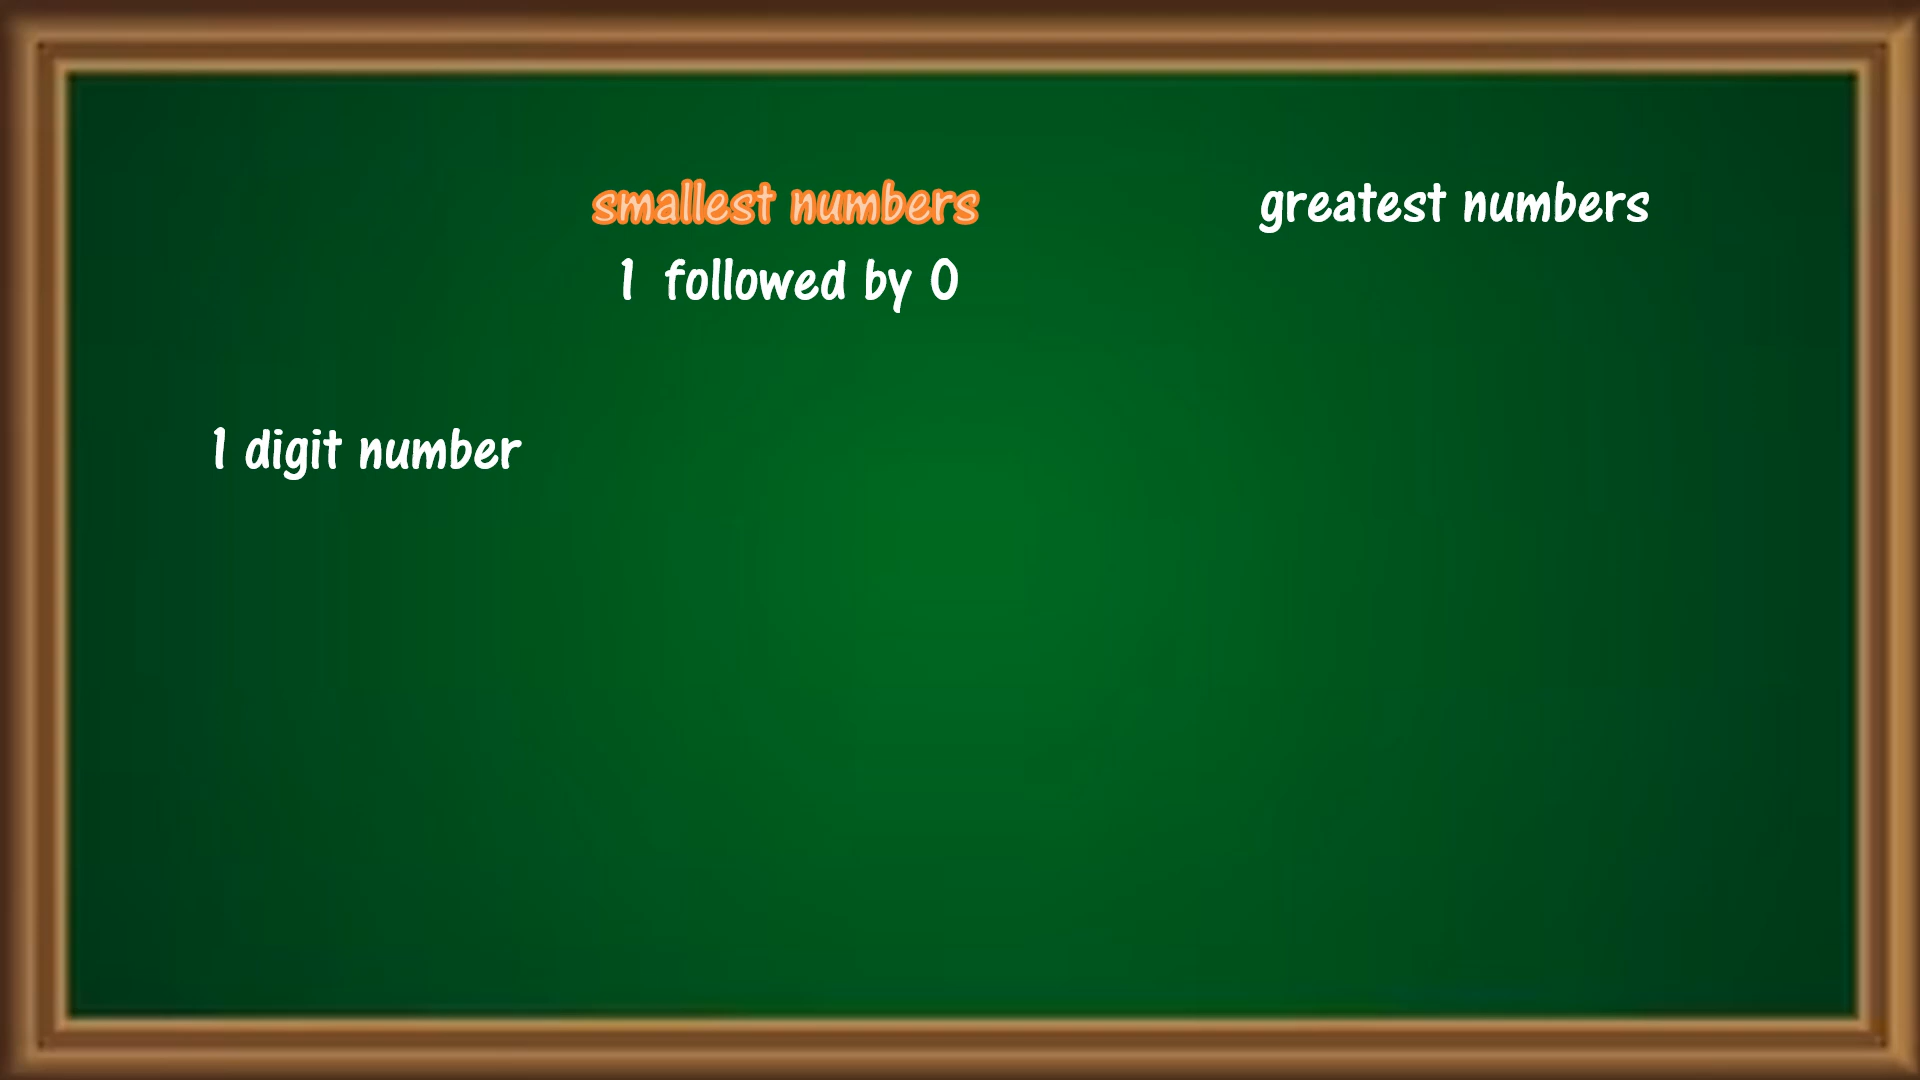 smallest numbers
greatest numbers
1 followed by 0
1 digit number